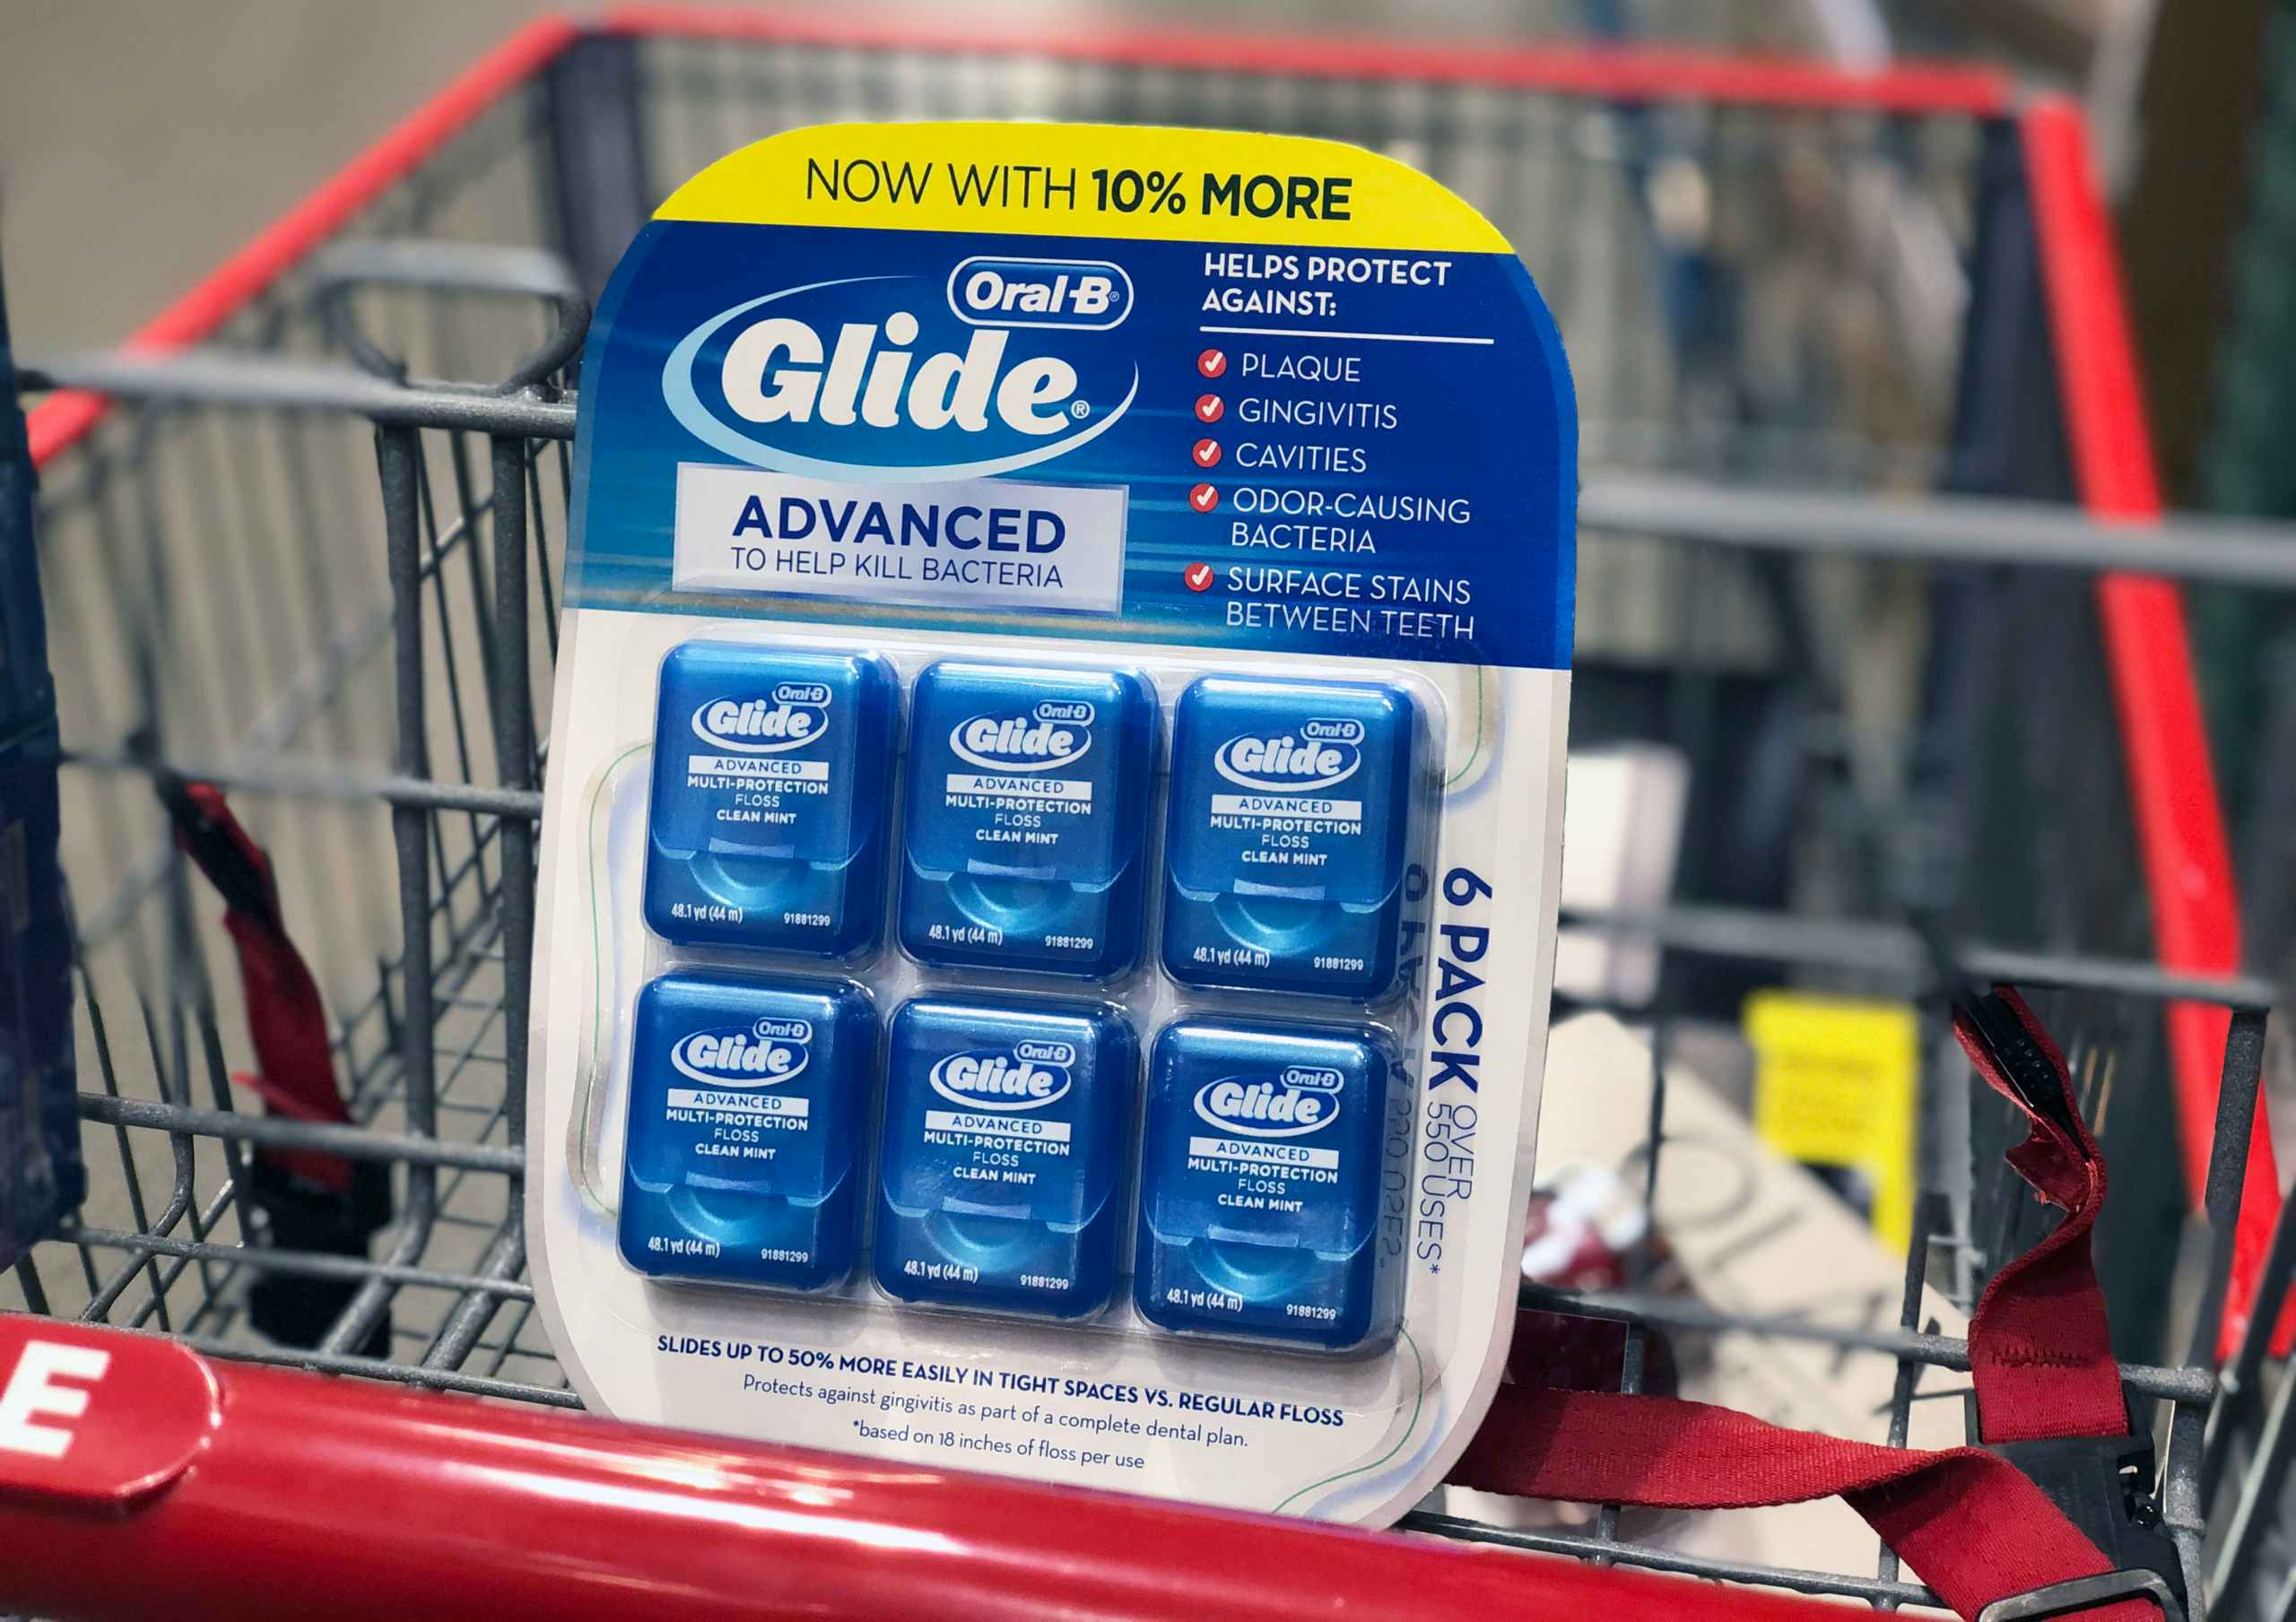 NOW WITH 10% MORE
Oral-B®
Glide®
ADVANCED
TO HELP KILL BACTERIA
HELPS PROTECT
AGAINST:
PLAQUE
GINGIVITIS
CAVITIES
ODOR-CAUSING
BACTERIA
SURFACE STAINS
BETWEEN TEETH
Oral-B
Glide
ADVANCED
MULTI-PROTECTION
FLOSS
CLEAN MINT
48.1 yd (44 m)
91881299
Oral-B
Glide
ADVANCED
MULTI-PROTECTION
FLOSS
CLEAN MINT
48.1 yd (44 m)
91881299
Oral-B
Glide
ADVANCED
MULTI-PROTECTION
FLOSS
CLEAN MINT
48.1 yd (44 m)
91881299
Oral-B
Glide
ADVANCED
MULTI-PROTECTION
FLOSS
CLEAN MINT
48.1 yd (44 m)
91881299
Oral-B
Glide
ADVANCED
MULTI-PROTECTION
FLOSS
CLEAN MINT
48.1 yd (44 m)
91881299
Oral-B
Glide
ADVANCED
MULTI-PROTECTION
FLOSS
CLEAN MINT
48.1 yd (44 m)
91881299
6 PACK OVER
550 USES*
SLIDES UP TO 50% MORE EASILY IN TIGHT SPACES VS. REGULAR FLOSS
Protects against gingivitis as part of a complete dental plan.
*based on 18 inches of floss per use
E